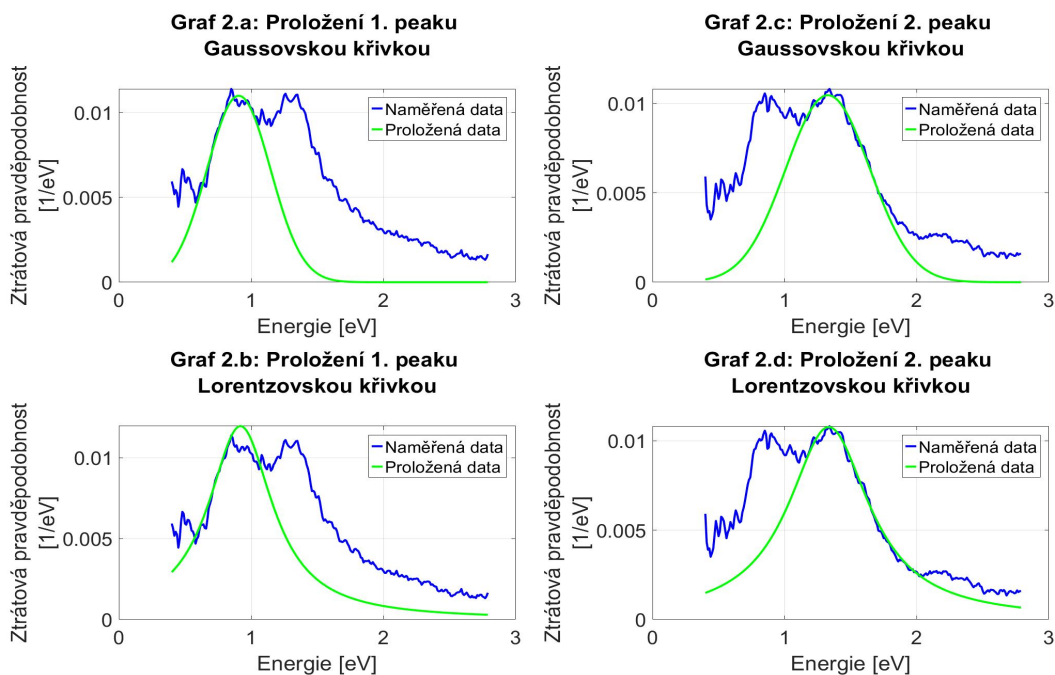 Graf 2.a: Proložení 1. peaku
Gaussovskou křivkou
Ztrátová pravděpodobnost
[1/eV]
0.01
0.005
0
Naměřená data
Proložená data
0
1
2
3
Energie [eV]
Graf 2.c: Proložení 2. peaku
Gaussovskou křivkou
Ztrátová pravděpodobnost
[1/eV]
0.01
0.005
0
Naměřená data
Proložená data
0
1
2
3
Energie [eV]
Graf 2.b: Proložení 1. peaku
Lorentzovskou křivkou
Ztrátová pravděpodobnost
[1/eV]
0.01
0.005
0
Naměřená data
Proložená data
0
1
2
3
Energie [eV]
Graf 2.d: Proložení 2. peaku
Lorentzovskou křivkou
Ztrátová pravděpodobnost
[1/eV]
0.01
0.005
0
Naměřená data
Proložená data
0
1
2
3
Energie [eV]